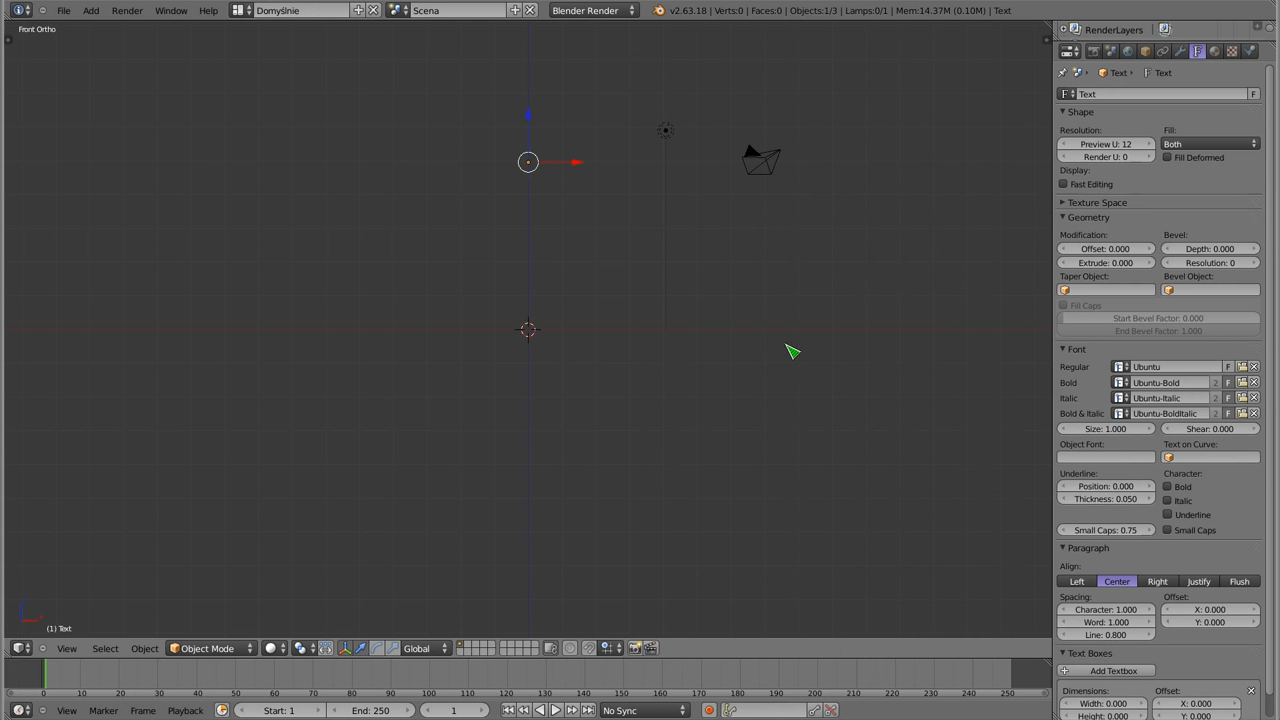 File Add Render Window Help Domyślnie Scena Blender Render v2.63.18 | Verts:0 | Faces:0 | Objects:1/3 | Lamps:0/1 | Mem:14.37M (0.10M) | Text
Front Ortho
RenderLayers
Text Text
F Text F
Shape
Resolution: Fill:
Preview U: 12 Both
Render U: 0 Fill Deformed
Display:
Fast Editing
Texture Space
Geometry
Modification: Bevel:
Offset: 0.000 Depth: 0.000
Extrude: 0.000 Resolution: 0
Taper Object: Bevel Object:
Fill Caps
Start Bevel Factor: 0.000
End Bevel Factor: 1.000
Font
Regular Ubuntu F
Bold Ubuntu-Bold 2 F
Italic Ubuntu-Italic 2 F
Bold & Italic Ubuntu-BoldItalic 2 F
Size: 1.000 Shear: 0.000
Object Font: Text on Curve:
Underline: Character:
Position: 0.000 Bold
Thickness: 0.050 Italic
Underline
Small Caps: 0.75 Small Caps
Paragraph
Align:
Left Center Right Justify Flush
Spacing: Offset:
Character: 1.000 X: 0.000
Word: 1.000 Y: 0.000
Line: 0.800
Text Boxes
Add Textbox
Dimensions: Offset:
Width: 0.000 X: 0.000
Height: 0.000 Y: 0.000
(1) Text
View Select Object Object Mode Global
0 10 20 30 40 50 60 70 80 90 100 110 120 130 140 150 160 170 180 190 200 210 220 230 240 250
View Marker Frame Playback Start: 1 End: 250 1 No Sync